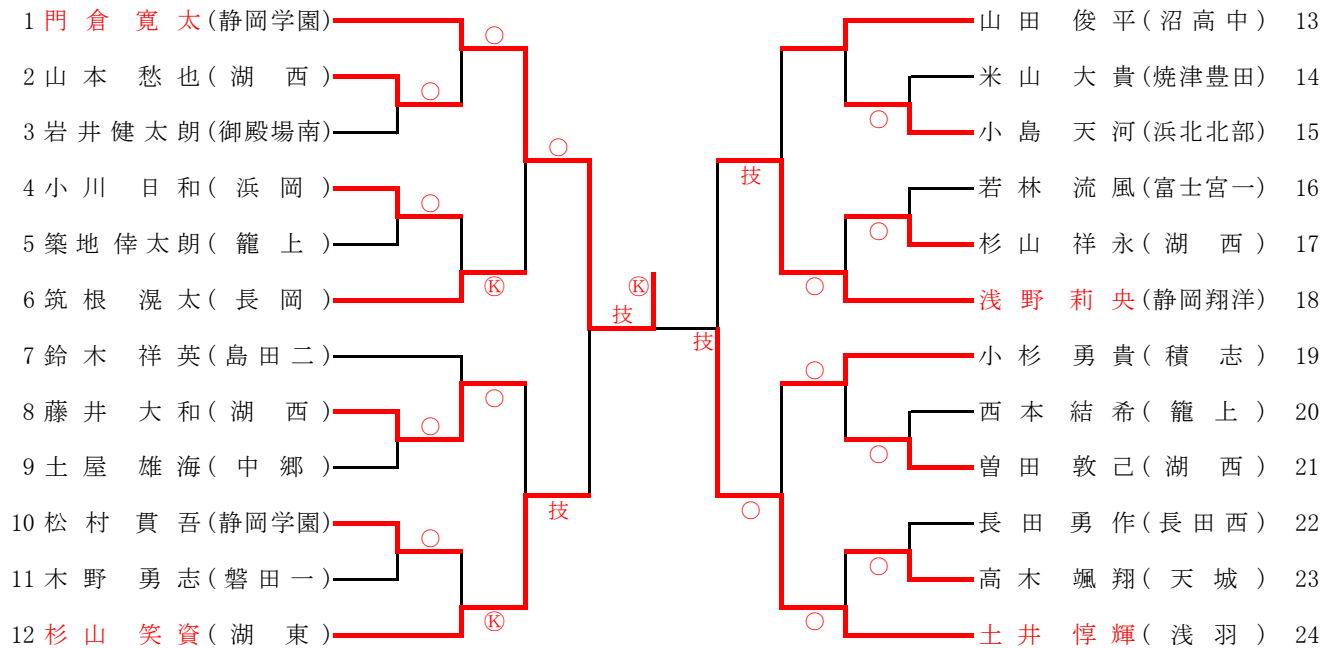 1 門倉 寛太(静岡学園)
2 山本 愁也(湖西)
3 岩井健太朗(御殿場南)
4 小川 日和(浜岡)
5 築地倖太朗(籠上)
6 筑根 滉太(長岡)
7 鈴木 祥英(島田二)
8 藤井 大和(湖西)
9 土屋 雄海(中郷)
10 松村 貫吾(静岡学園)
11 木野 勇志(磐田一)
12 杉山 笑資(湖東)
○
○
○
Ⓚ
○
○
○
Ⓚ
○
技
技
Ⓚ
技
技
○
○
○
○
○
○
○
○
山田 俊平(沼高中) 13
米山 大貴(焼津豊田) 14
小島 天河(浜北北部) 15
若林 流風(富士宮一) 16
杉山 祥永(湖西) 17
浅野 莉央(静岡翔洋) 18
小杉 勇貴(積志) 19
西本 結希(籠上) 20
曽田 敦己(湖西) 21
長田 勇作(長田西) 22
高木 颯翔(天城) 23
土井 惇輝(浅羽) 24